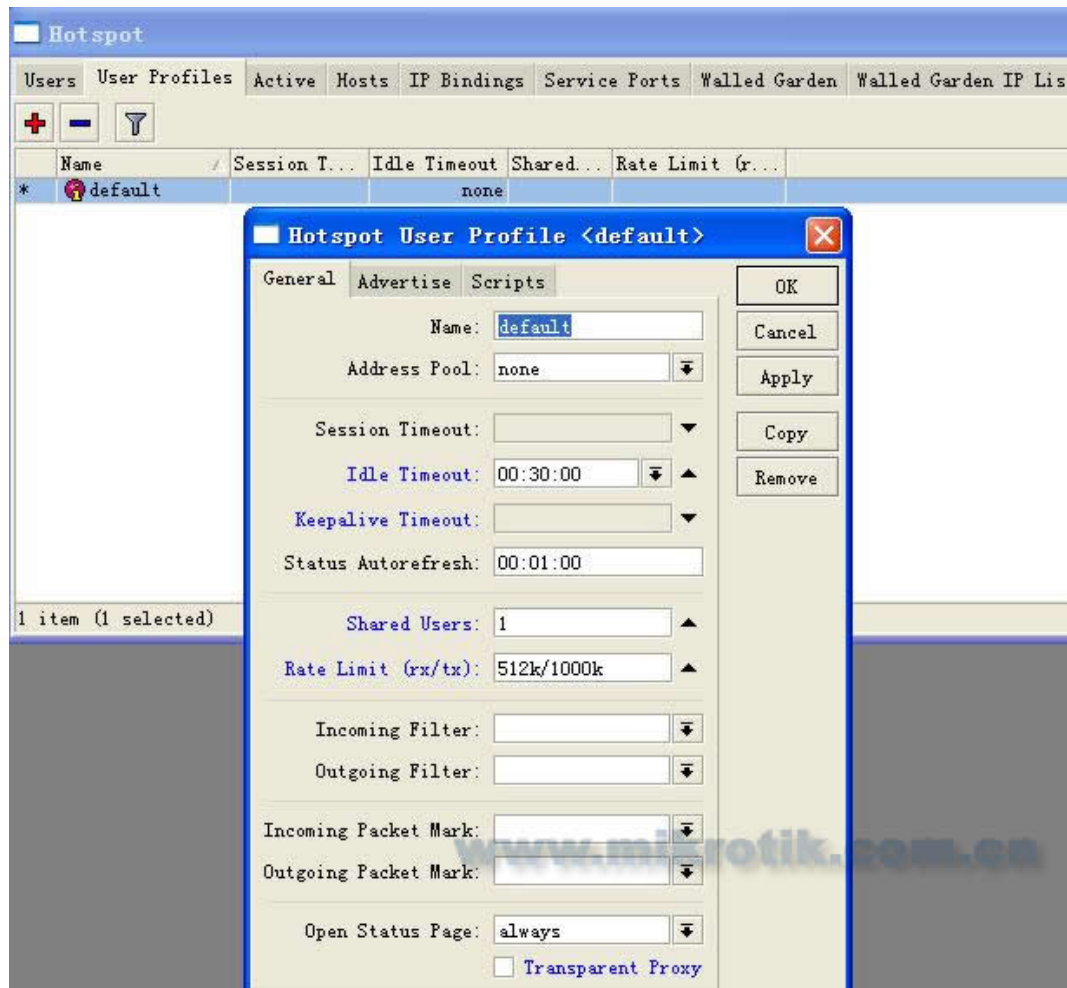 Hotspot
Users User Profiles Active Hosts IP Bindings Service Ports Walled Garden Walled Garden IP Lis
Name Session T... Idle Timeout Shared... Rate Limit (r...
* default none
Hotspot User Profile <default>
General Advertise Scripts
OK
Name: default
Cancel
Address Pool: none
Apply
Session Timeout:
Copy
Idle Timeout: 00:30:00
Remove
Keepalive Timeout:
Status Autorefresh: 00:01:00
1 item (1 selected)
Shared Users: 1
Rate Limit (rx/tx): 512k/1000k
Incoming Filter:
Outgoing Filter:
Incoming Packet Mark:
www.mikrotik.com.cn
Outgoing Packet Mark:
Open Status Page: always
Transparent Proxy